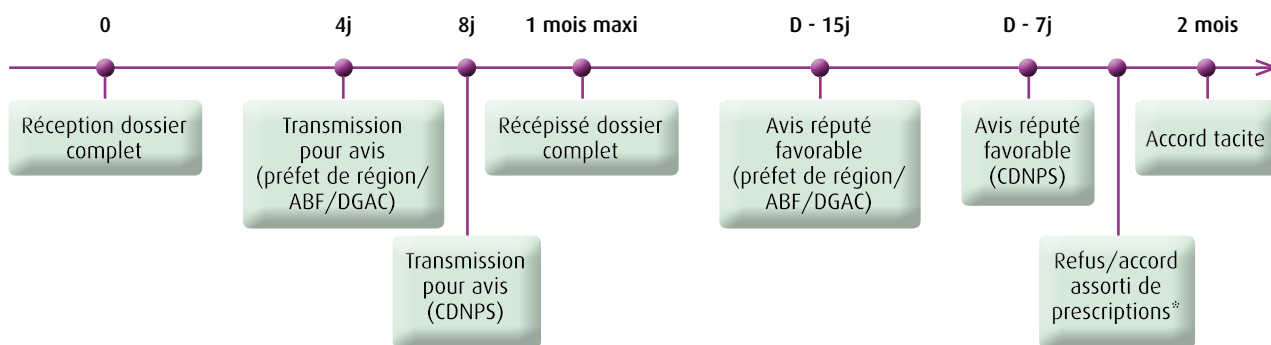 0
4j
8j
1 mois maxi
D - 15j
D - 7j
2 mois
Réception dossier
complet
Transmission
pour avis
(préfet de région/
ABF/DGAC)
Transmission
pour avis
(CDNPS)
Récépissé dossier
complet
Avis réputé
favorable
(préfet de région/
ABF/DGAC)
Avis réputé
favorable
(CDNPS)
Refus/accord
assorti de
prescriptions*
Accord tacite